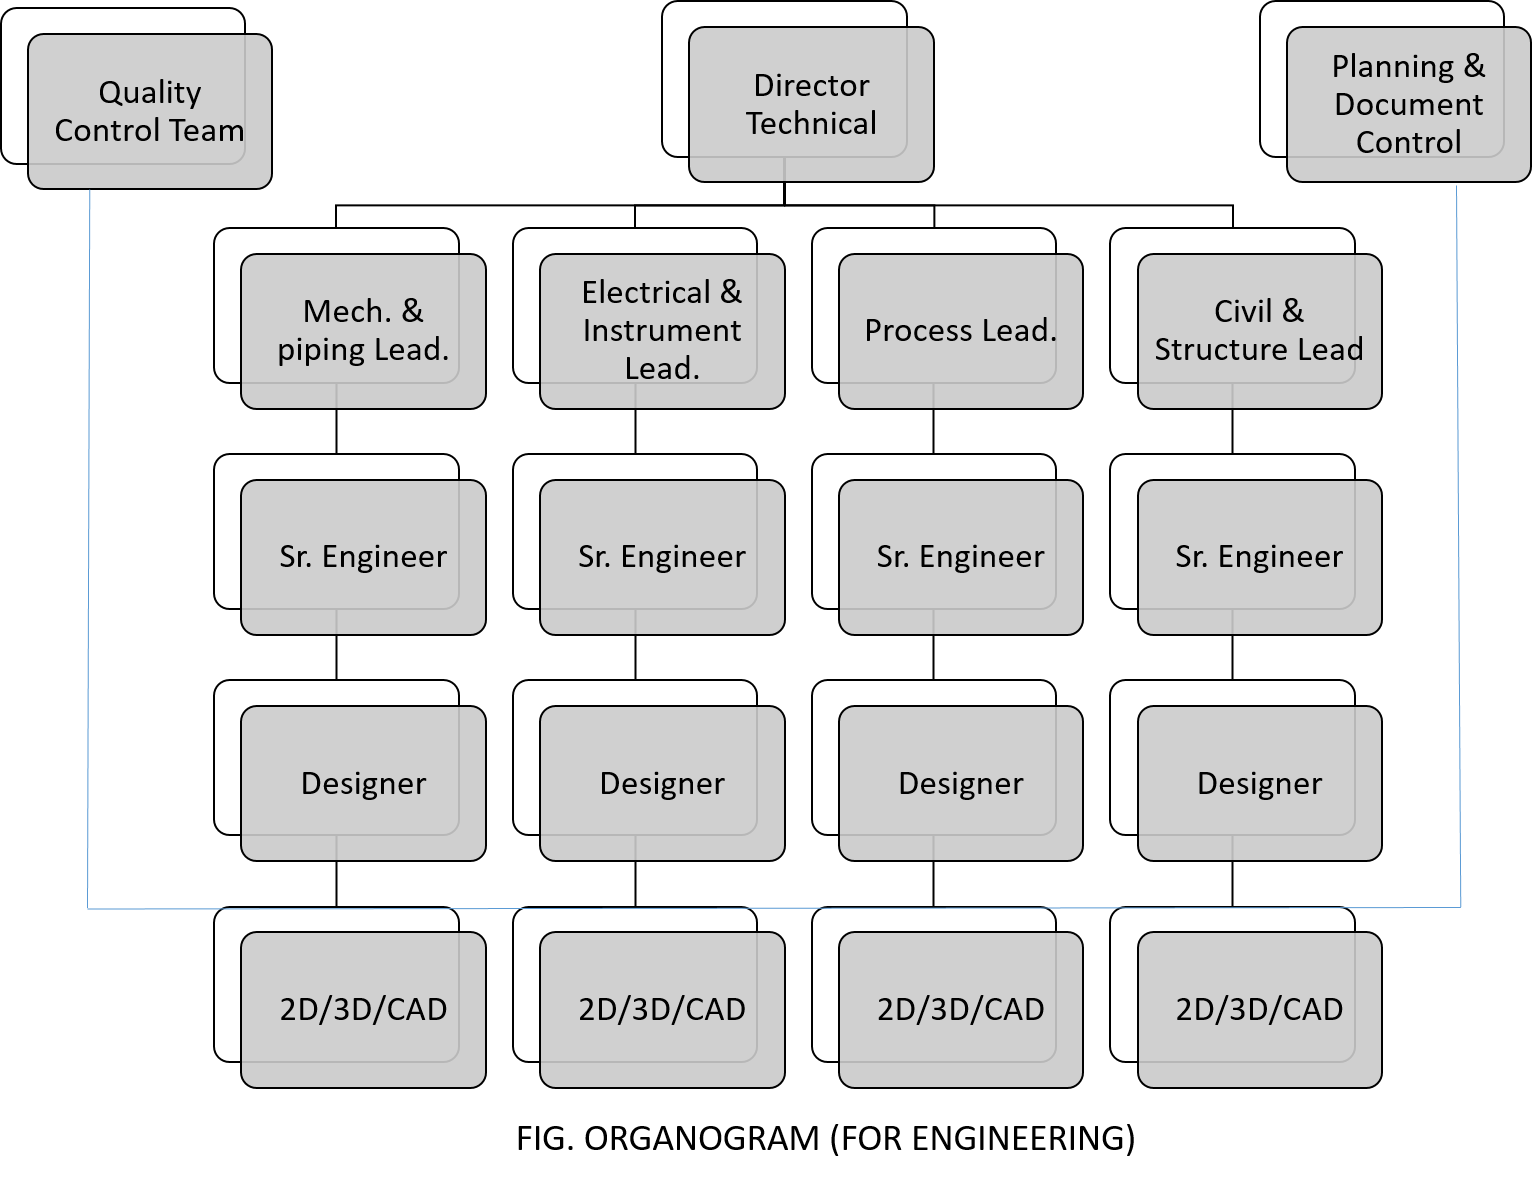 Quality
Control Team
Director
Technical
Planning &
Document
Control
Mech. &
piping Lead.
Electrical &
Instrument
Lead.
Process Lead.
Civil &
Structure Lead
Sr. Engineer
Sr. Engineer
Sr. Engineer
Sr. Engineer
Designer
Designer
Designer
Designer
2D/3D/CAD
2D/3D/CAD
2D/3D/CAD
2D/3D/CAD
FIG. ORGANOGRAM (FOR ENGINEERING)